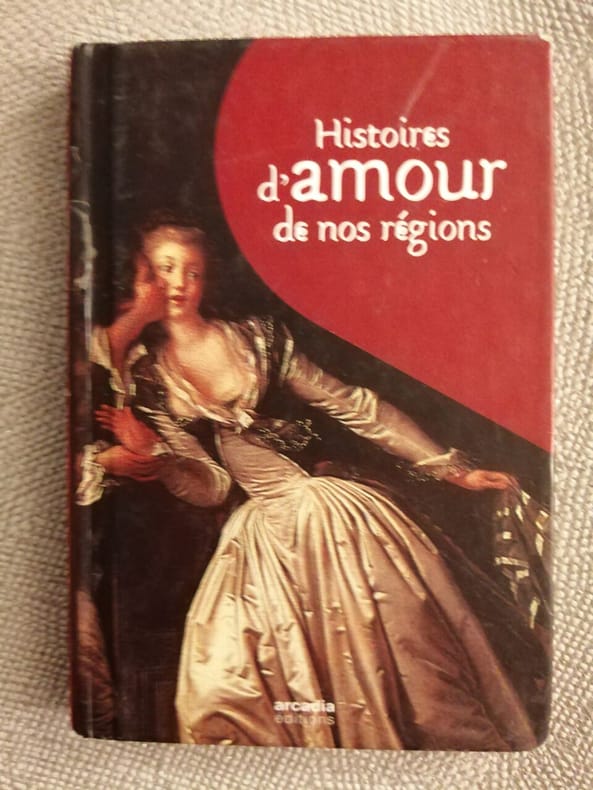 Histoires
d'amour
de nos régions
arcadia
éditions